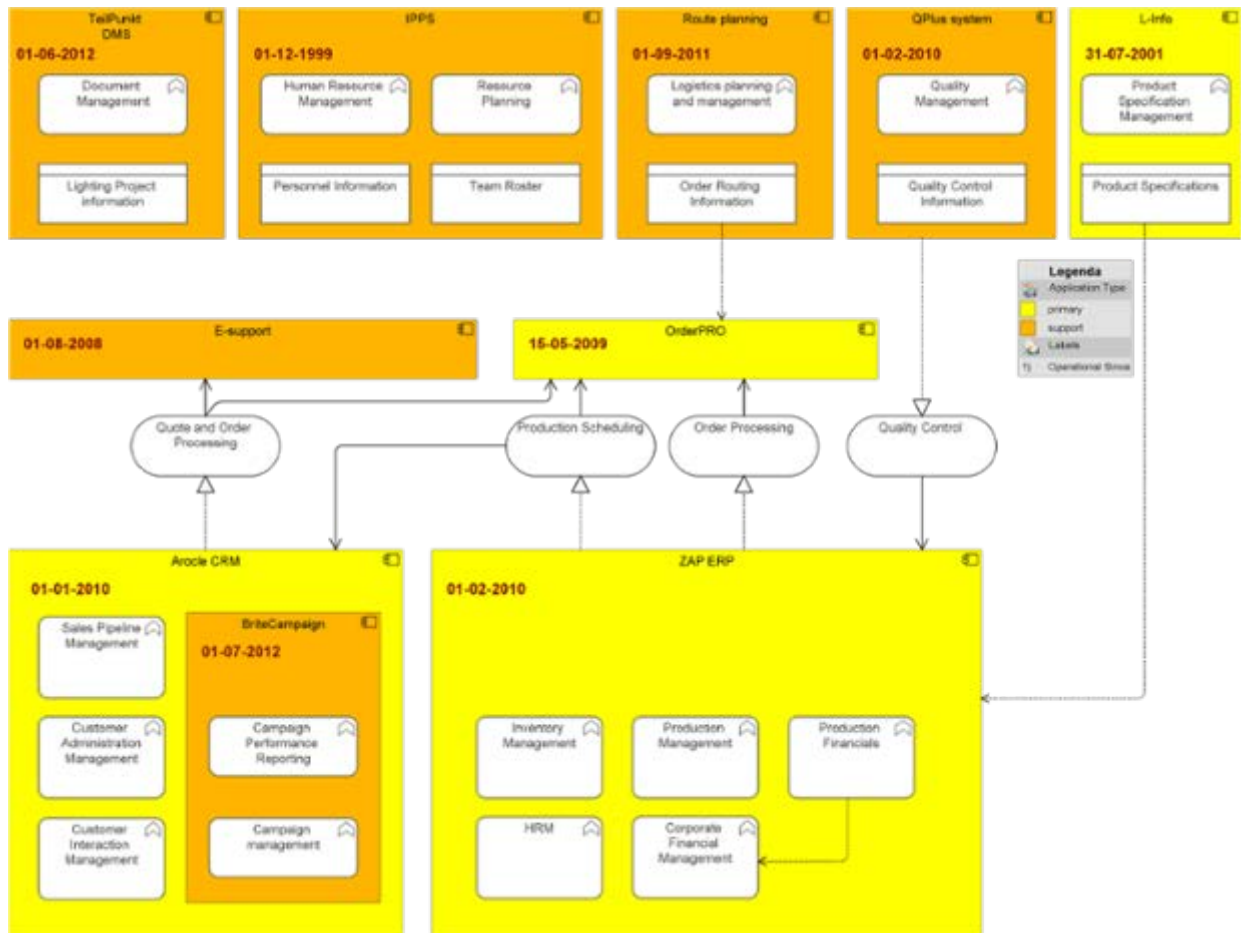 TeilPunkt
DMS
01-06-2012
Document
Management
Lighting Project
information
IPPS
01-12-1999
Human Resource
Management
Resource
Planning
Personnel Information
Team Roster
Route planning
01-09-2011
Logistics planning
and management
Order Routing
Information
QPlus system
01-02-2010
Quality
Management
Quality Control
Information
L-Info
31-07-2001
Product
Specification
Management
Product Specifications
Legenda
Application Type
primary
support
Labels
Operational Since
E-support
01-08-2008
OrderPRO
15-05-2009
Quote and Order
Processing
Production Scheduling
Order Processing
Quality Control
Arocle CRM
01-01-2010
Sales Pipeline
Management
Customer
Administration
Management
Customer
Interaction
Management
BriteCampaign
01-07-2012
Campaign
Performance
Reporting
Campaign
management
ZAP ERP
01-02-2010
Inventory
Management
Production
Management
Production
Financials
HRM
Corporate
Financial
Management